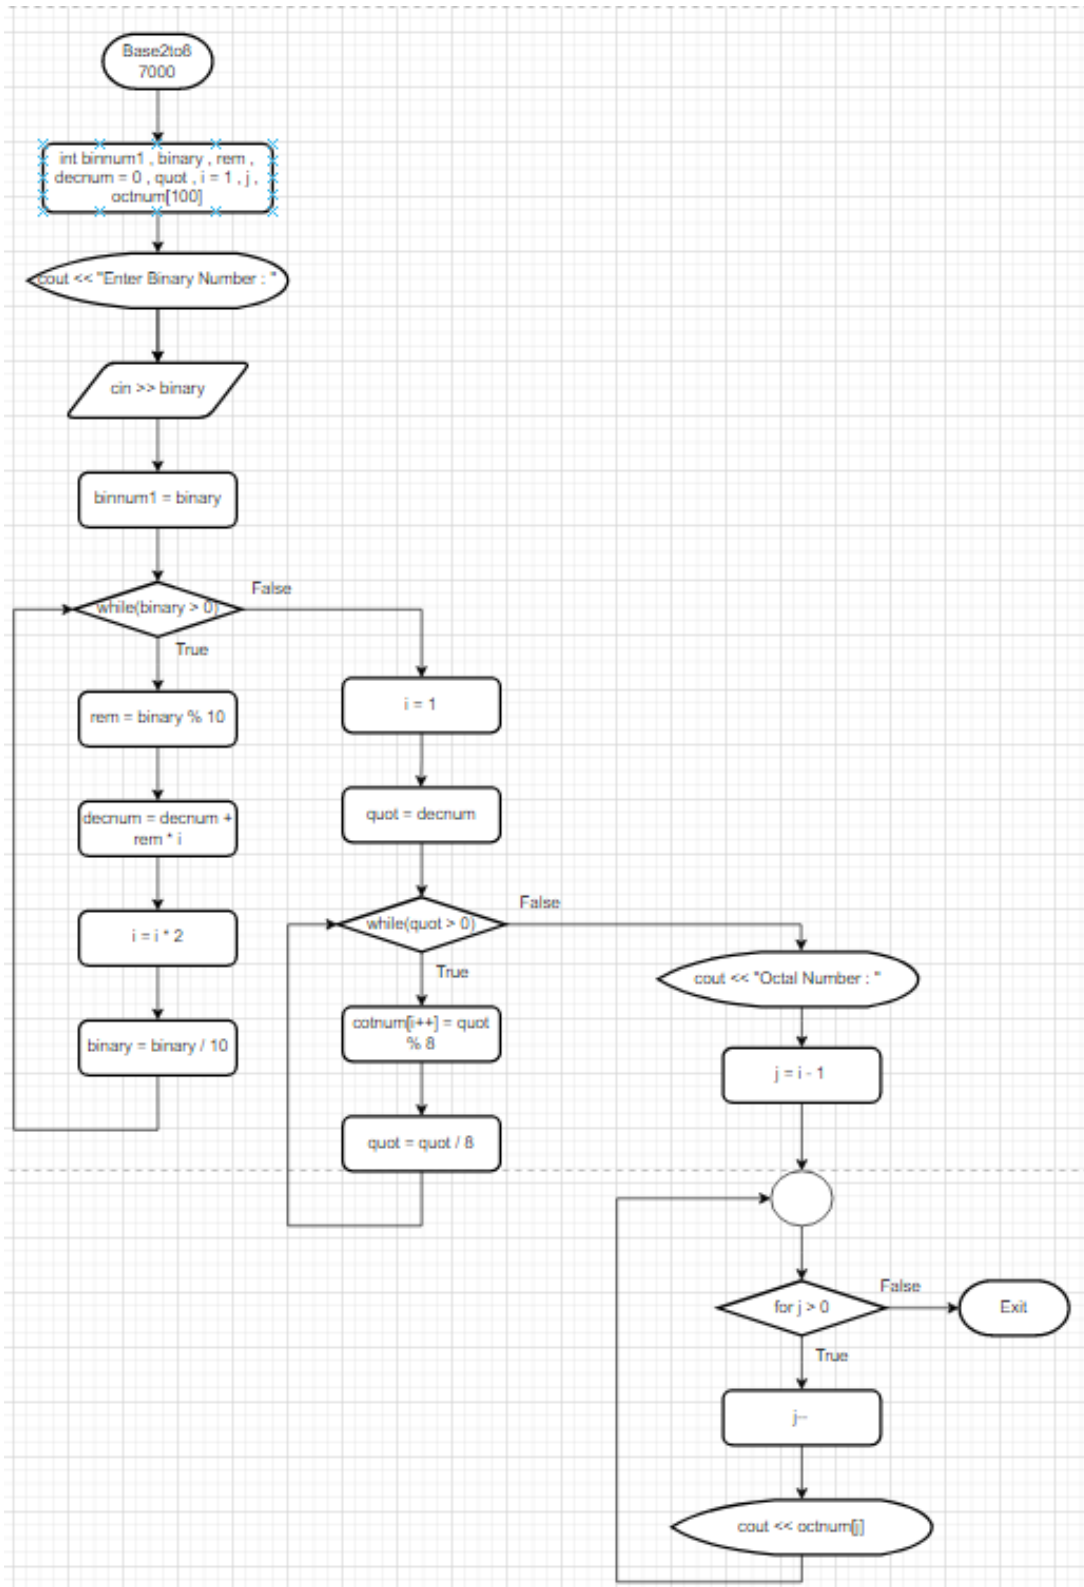 Base2to8
7000
int binnum1 , binary , rem ,
decnum = 0 , quot , i = 1 , j ,
octnum[100]
cout << "Enter Binary Number : "
cin >> binary
binnum1 = binary
while(binary > 0)
False
True
rem = binary % 10
decnum = decnum +
rem * i
i = i * 2
binary = binary / 10
i = 1
quot = decnum
while(quot > 0)
False
True
cotnum[i++] = quot
% 8
quot = quot / 8
cout << "Octal Number : "
j = i - 1
for j > 0
False
Exit
True
j--
cout << octnum[j]